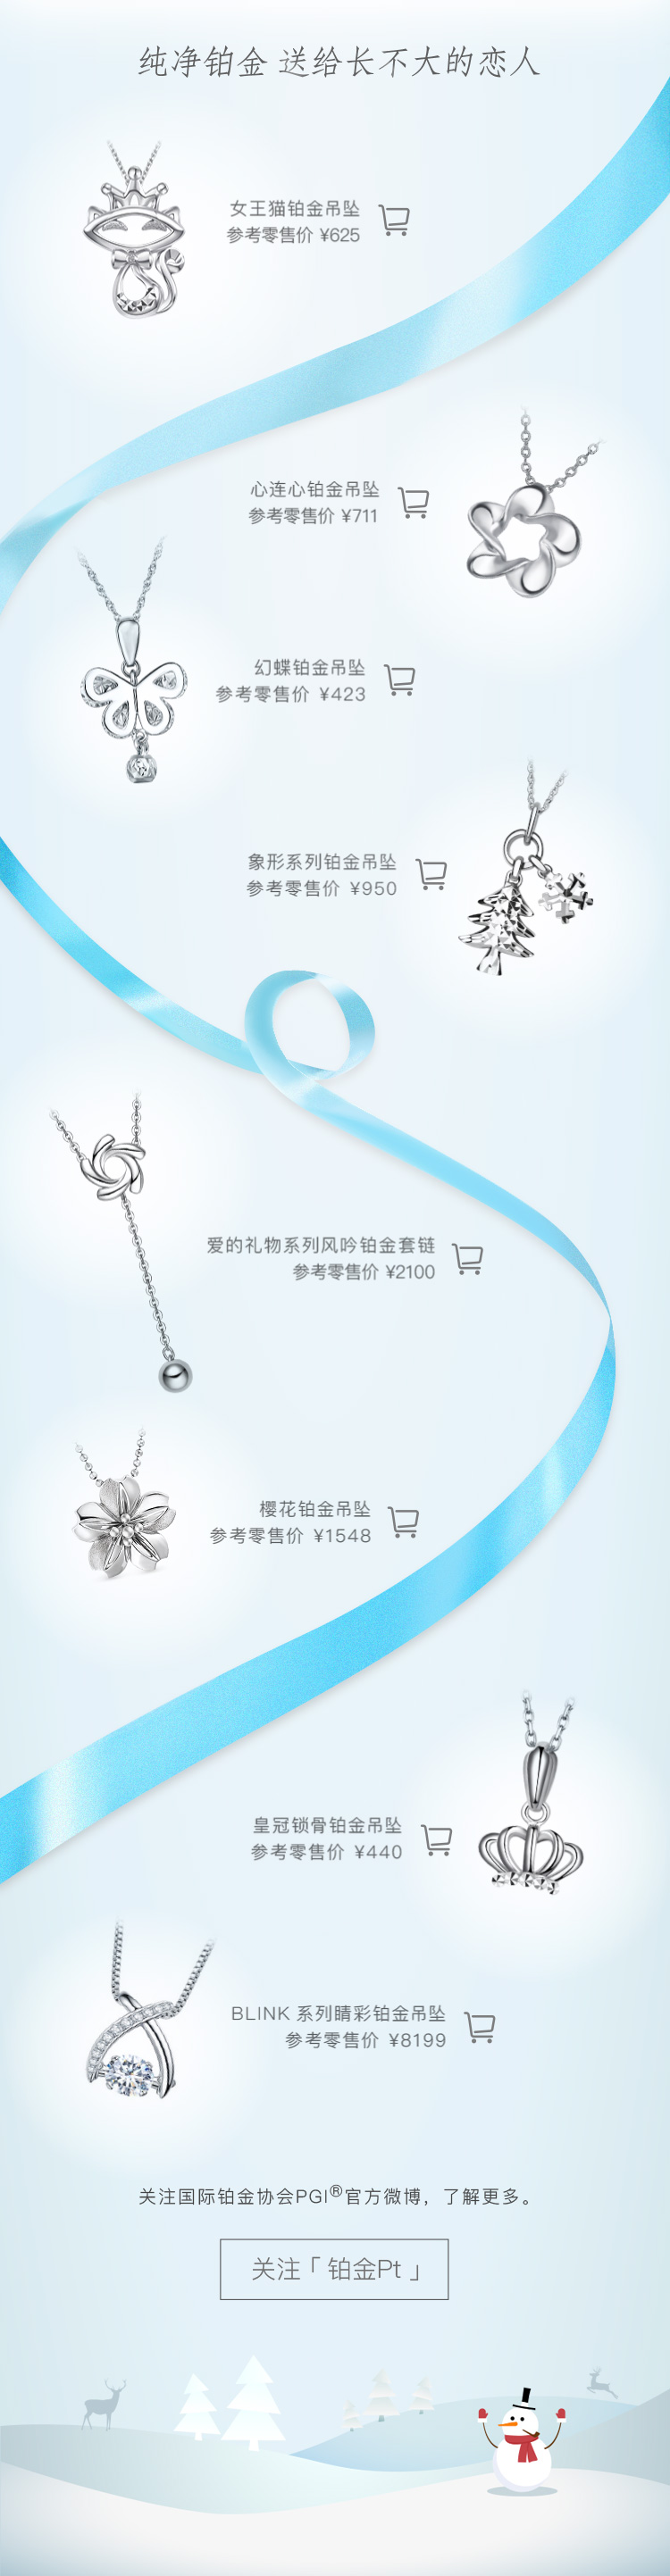 纯净铂金 送给长不大的恋人
女王猫铂金吊坠
参考零售价 ¥625
心连心铂金吊坠
参考零售价 ¥711
幻蝶铂金吊坠
参考零售价 ¥423
象形系列铂金吊坠
参考零售价 ¥950
爱的礼物系列风吟铂金套链
参考零售价 ¥2100
樱花铂金吊坠
参考零售价 ¥1548
皇冠锁骨铂金吊坠
参考零售价 ¥440
BLINK 系列睛彩铂金吊坠
参考零售价 ¥8199
关注国际铂金协会PGI®官方微博，了解更多。
关注「铂金Pt」